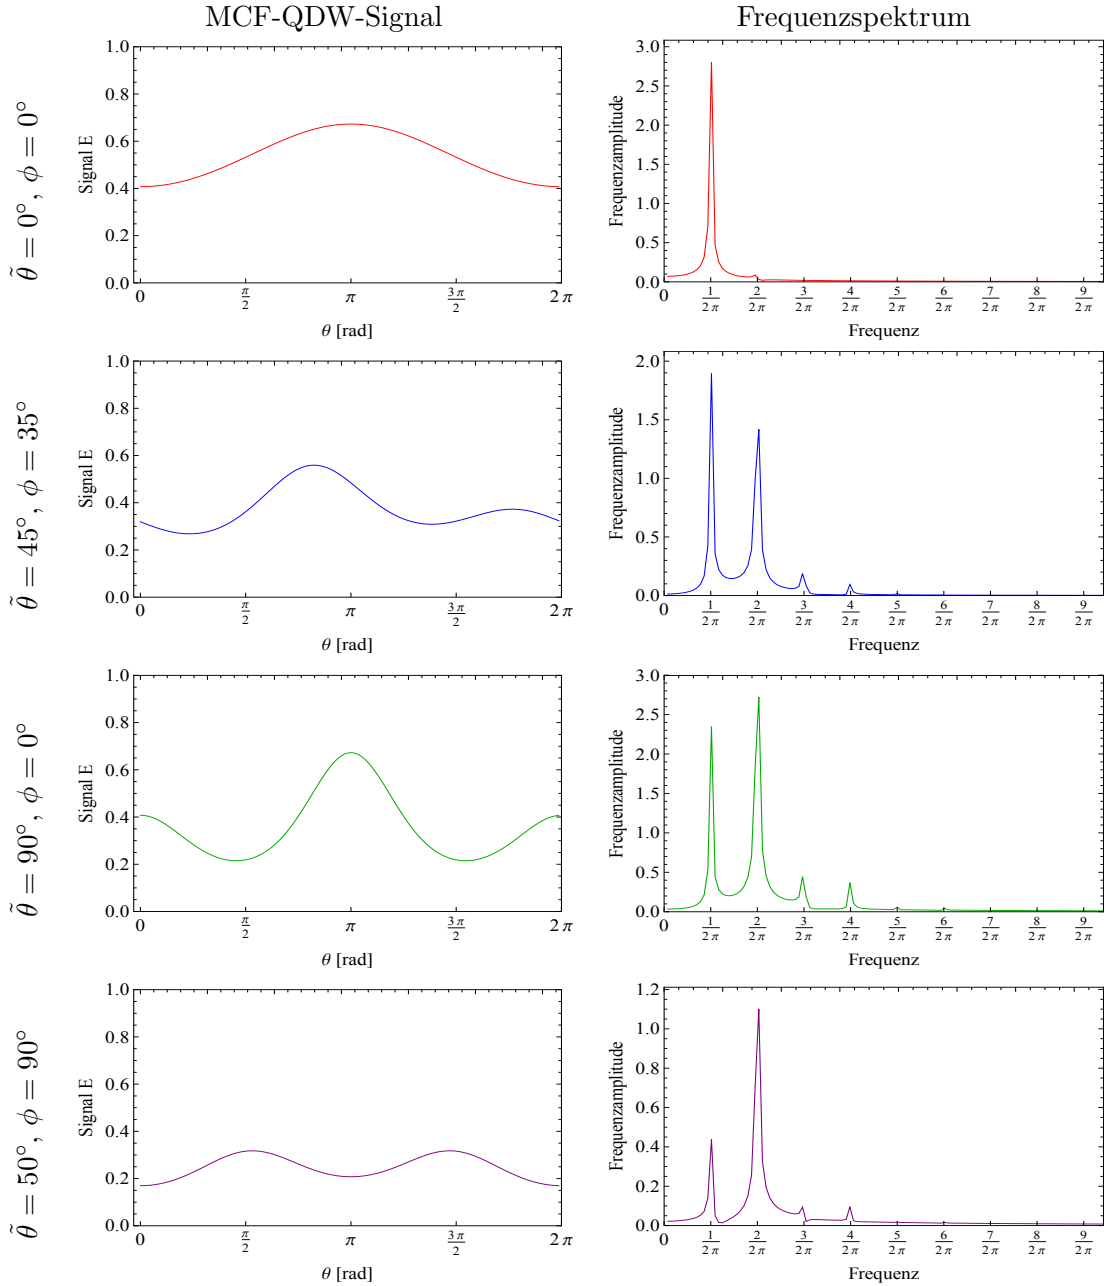 MCF-QDW-Signal
Frequenzspektrum
θ̃ = 0°, ϕ = 0°
Signal E
1.0
0.8
0.6
0.4
0.2
0.0
0 π/2 π 3π/2 2π
θ [rad]
Frequenzamplitude
3.0
2.5
2.0
1.5
1.0
0.5
0.0
0 1/2π 2/2π 3/2π 4/2π 5/2π 6/2π 7/2π 8/2π 9/2π
Frequenz
θ̃ = 45°, ϕ = 35°
Signal E
1.0
0.8
0.6
0.4
0.2
0.0
0 π/2 π 3π/2 2π
θ [rad]
Frequenzamplitude
2.0
1.5
1.0
0.5
0.0
0 1/2π 2/2π 3/2π 4/2π 5/2π 6/2π 7/2π 8/2π 9/2π
Frequenz
θ̃ = 90°, ϕ = 0°
Signal E
1.0
0.8
0.6
0.4
0.2
0.0
0 π/2 π 3π/2 2π
θ [rad]
Frequenzamplitude
3.0
2.5
2.0
1.5
1.0
0.5
0.0
0 1/2π 2/2π 3/2π 4/2π 5/2π 6/2π 7/2π 8/2π 9/2π
Frequenz
θ̃ = 50°, ϕ = 90°
Signal E
1.0
0.8
0.6
0.4
0.2
0.0
0 π/2 π 3π/2 2π
θ [rad]
Frequenzamplitude
1.2
1.0
0.8
0.6
0.4
0.2
0.0
0 1/2π 2/2π 3/2π 4/2π 5/2π 6/2π 7/2π 8/2π 9/2π
Frequenz